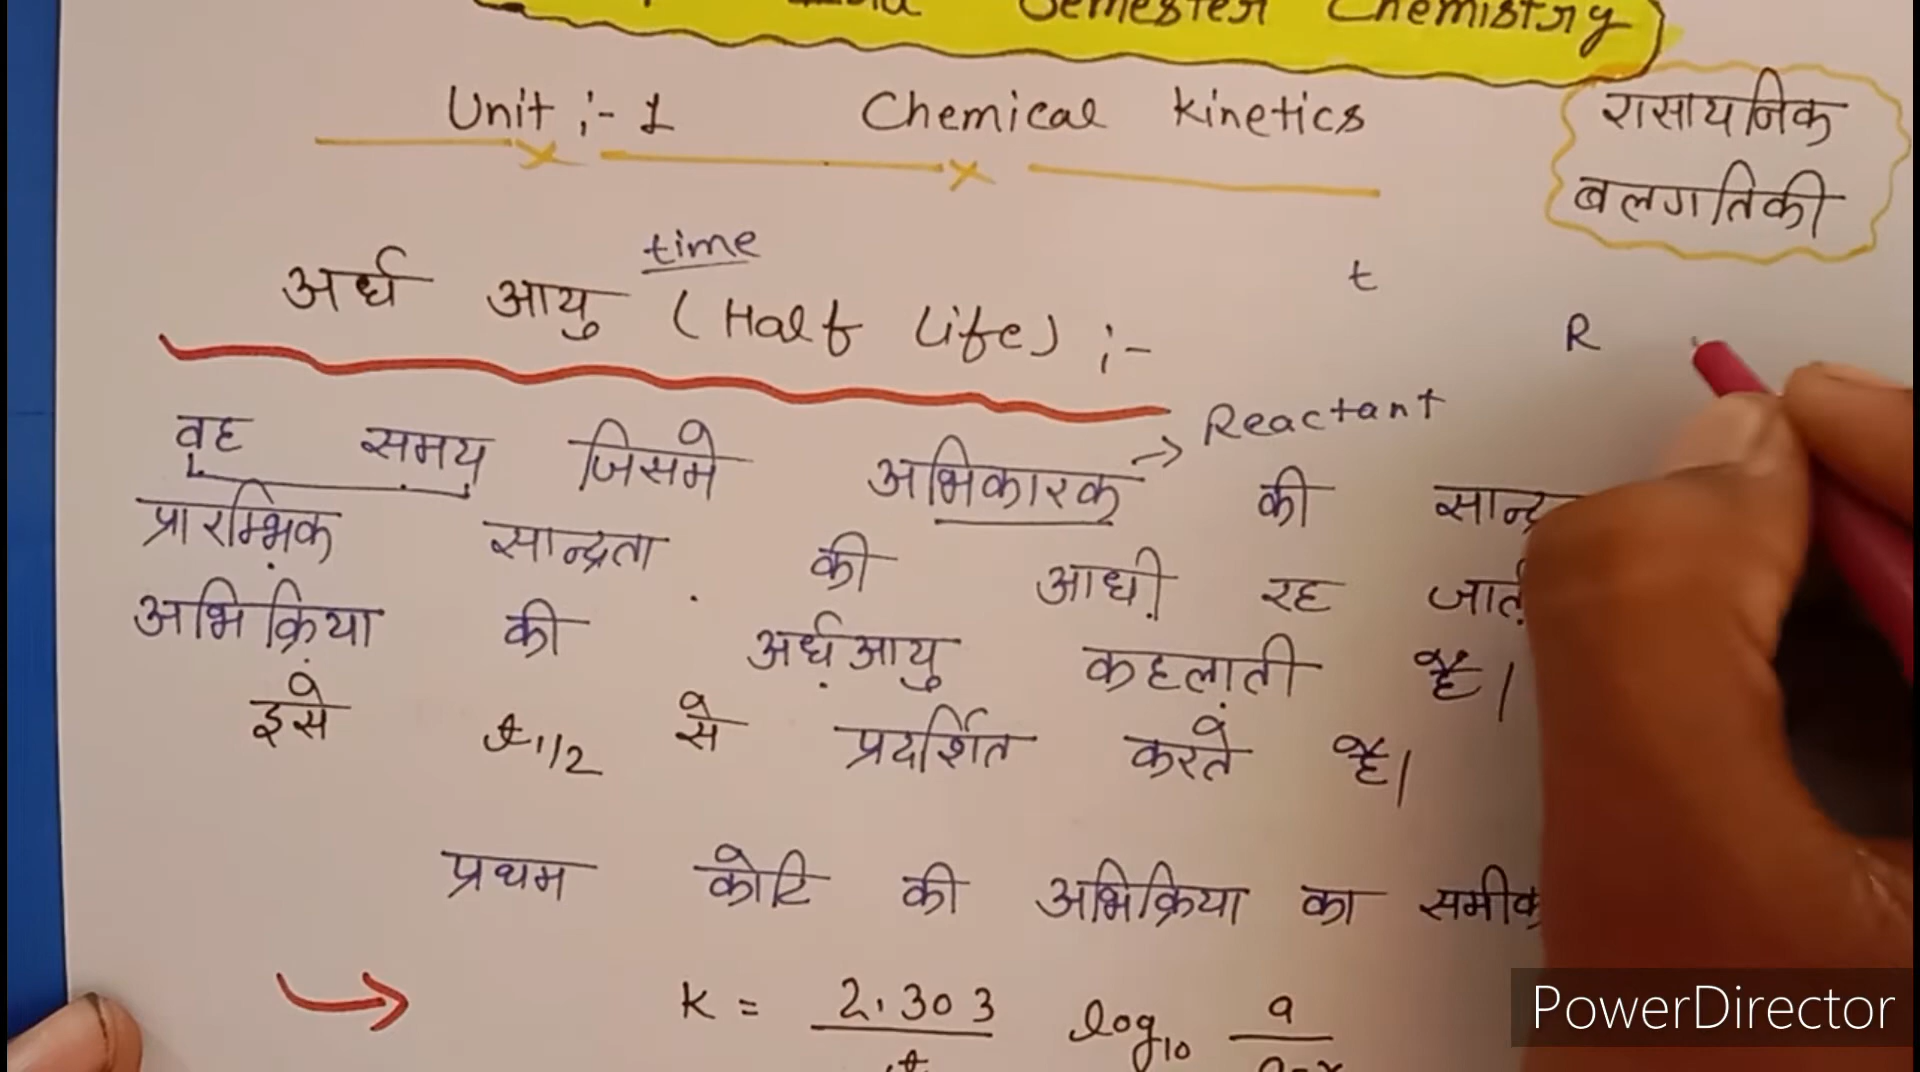 Semester Chemistry
Unit :- 1 Chemical Kinetics
रासायनिक
बलगतिकी
time
अर्ध आयु (Half Life) :-
t
R
Reactant
वह समय जिसमे अभिकारक की
प्रारम्भिक सान्द्रता की आधी रह
अभिक्रिया की अर्धआयु कहलाती है।
इसे t1/2 से प्रदर्शित करते है।
प्रथम कोटि की अभिक्रिया का
K = 2.303 log10 a
PowerDirector